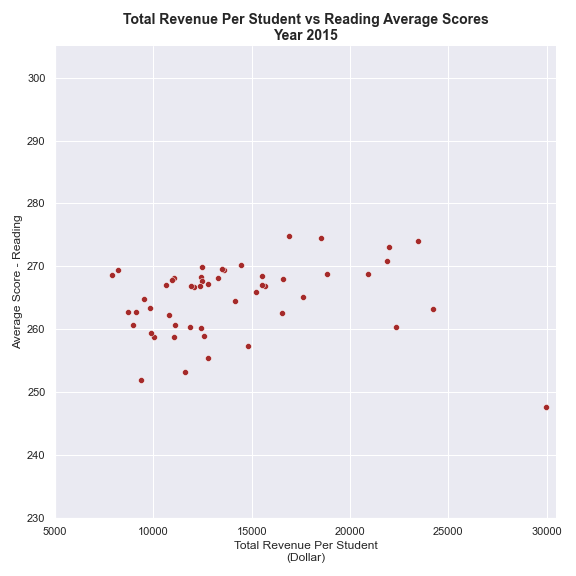 Total Revenue Per Student vs Reading Average Scores
Year 2015
300
290
280
270
260
250
240
230
Average Score - Reading
5000 10000 15000 20000 25000 30000
Total Revenue Per Student
(Dollar)